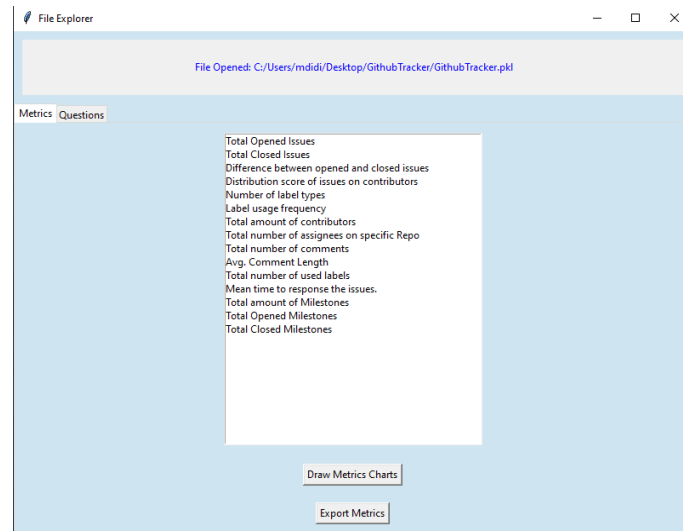 File Explorer
File Opened: C:/Users/mdidi/Desktop/GithubTracker/GithubTracker.pkl
Metrics Questions
Total Opened Issues
Total Closed Issues
Difference between opened and closed issues
Distribution score of issues on contributors
Number of label types
Label usage frequency
Total amount of contributors
Total number of assignees on specific Repo
Total number of comments
Avg. Comment Length
Total number of used labels
Mean time to response the issues.
Total amount of Milestones
Total Opened Milestones
Total Closed Milestones
Draw Metrics Charts
Export Metrics